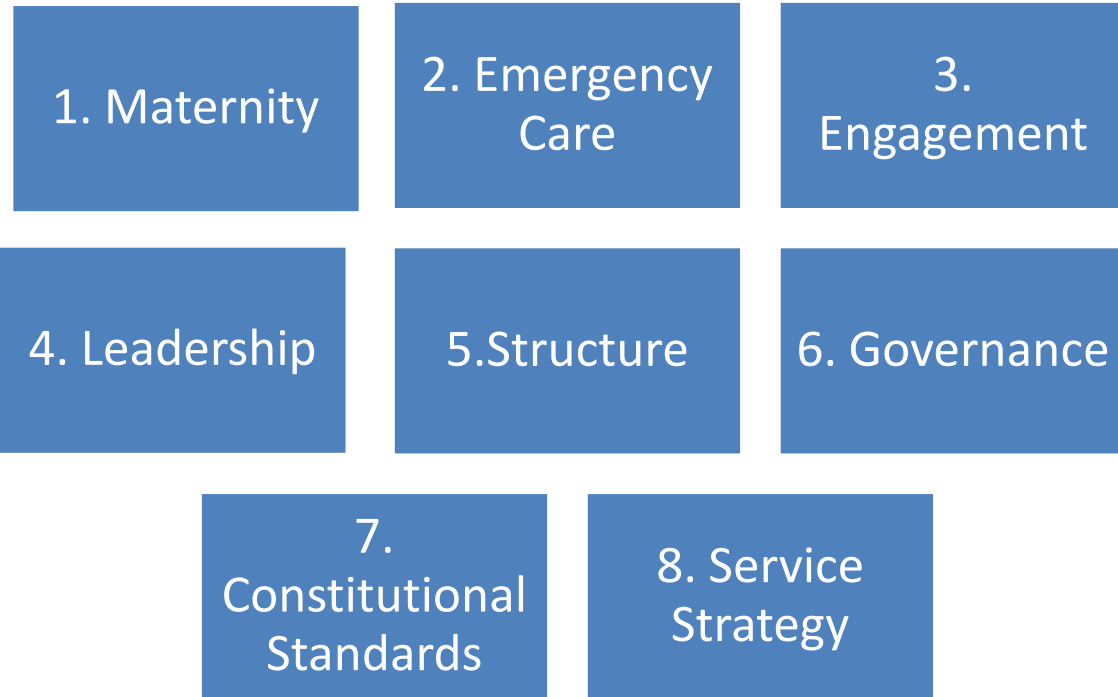 1. Maternity
2. Emergency
Care
3.
Engagement
4. Leadership
5.Structure
6. Governance
7.
Constitutional
Standards
8. Service
Strategy